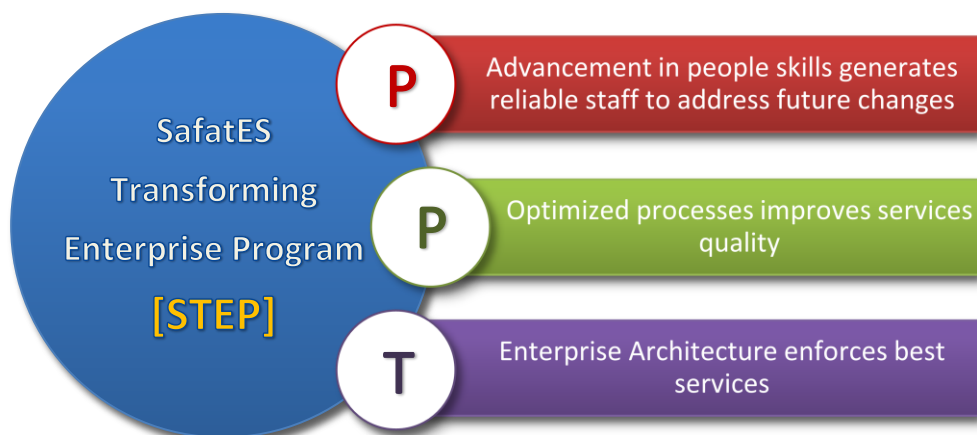 SafatES
Transforming
Enterprise Program
[STEP]
P
Advancement in people skills generates
reliable staff to address future changes
P
Optimized processes improves services
quality
T
Enterprise Architecture enforces best
services